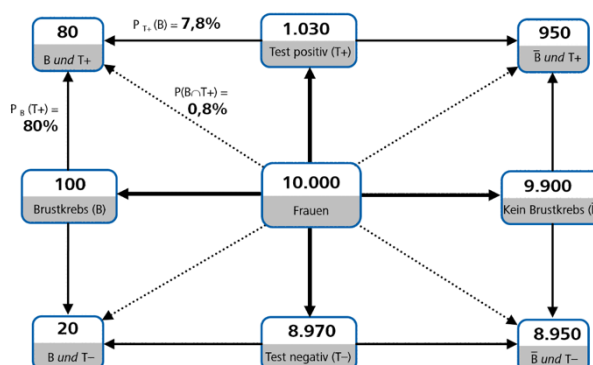 80
B und T+
P T+ (B) = 7,8%
1.030
Test positiv (T+)
950
B̅ und T+
P B (T+) =
80%
P(B∩T+) =
0,8%
100
Brustkrebs (B)
10.000
Frauen
9.900
Kein Brustkrebs (
20
B und T−
8.970
Test negativ (T−)
8.950
B̅ und T−